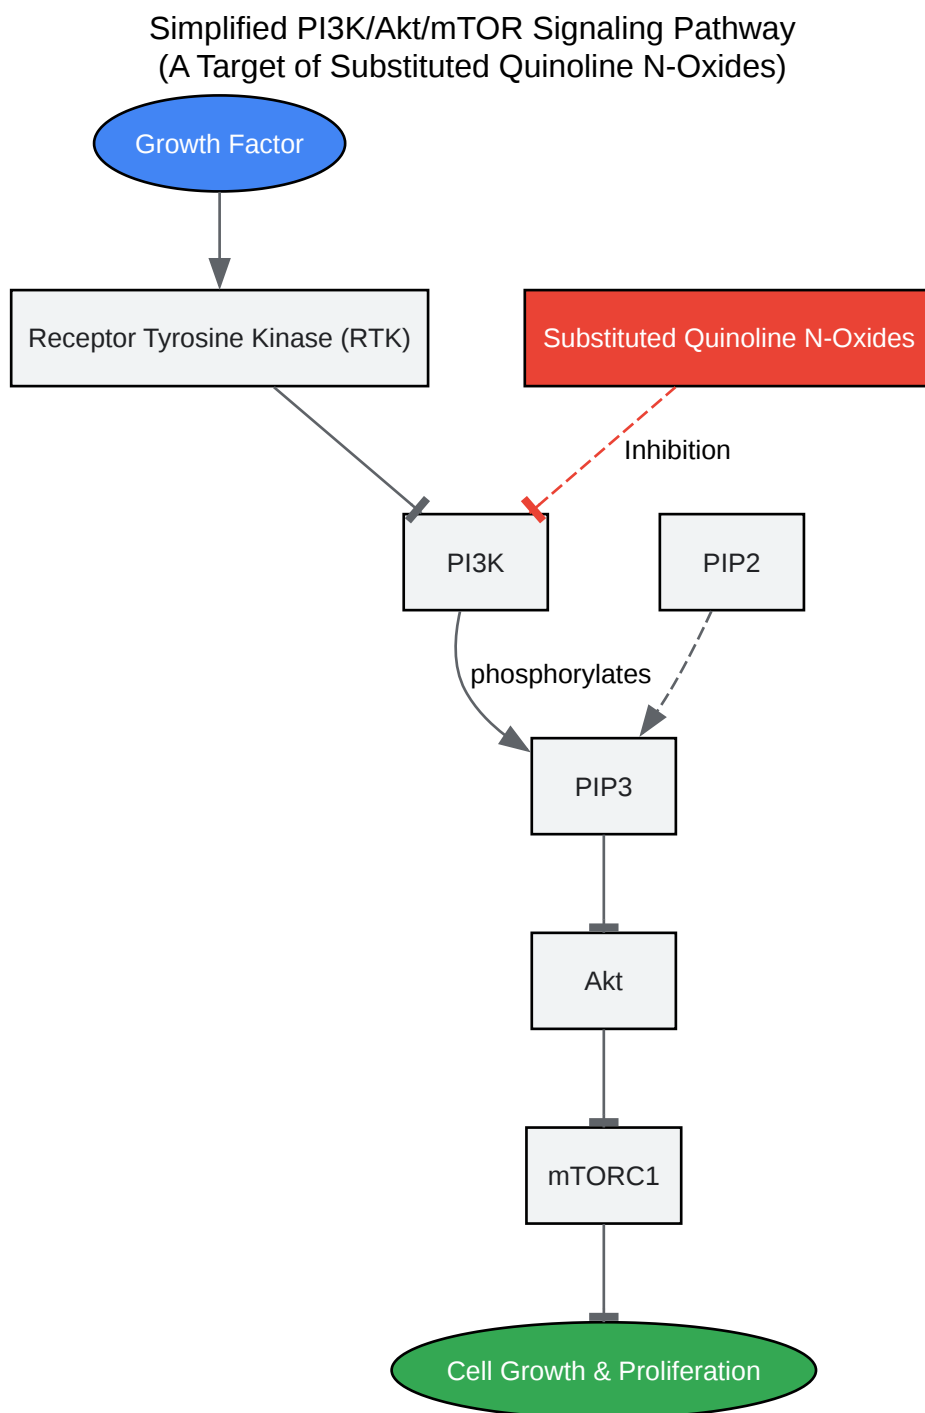 Simplified PI3K/Akt/mTOR Signaling Pathway
(A Target of Substituted Quinoline N-Oxides)
Growth Factor
Receptor Tyrosine Kinase (RTK)
Substituted Quinoline N-Oxides
Inhibition
PI3K
PIP2
phosphorylates
PIP3
Akt
mTORC1
Cell Growth & Proliferation